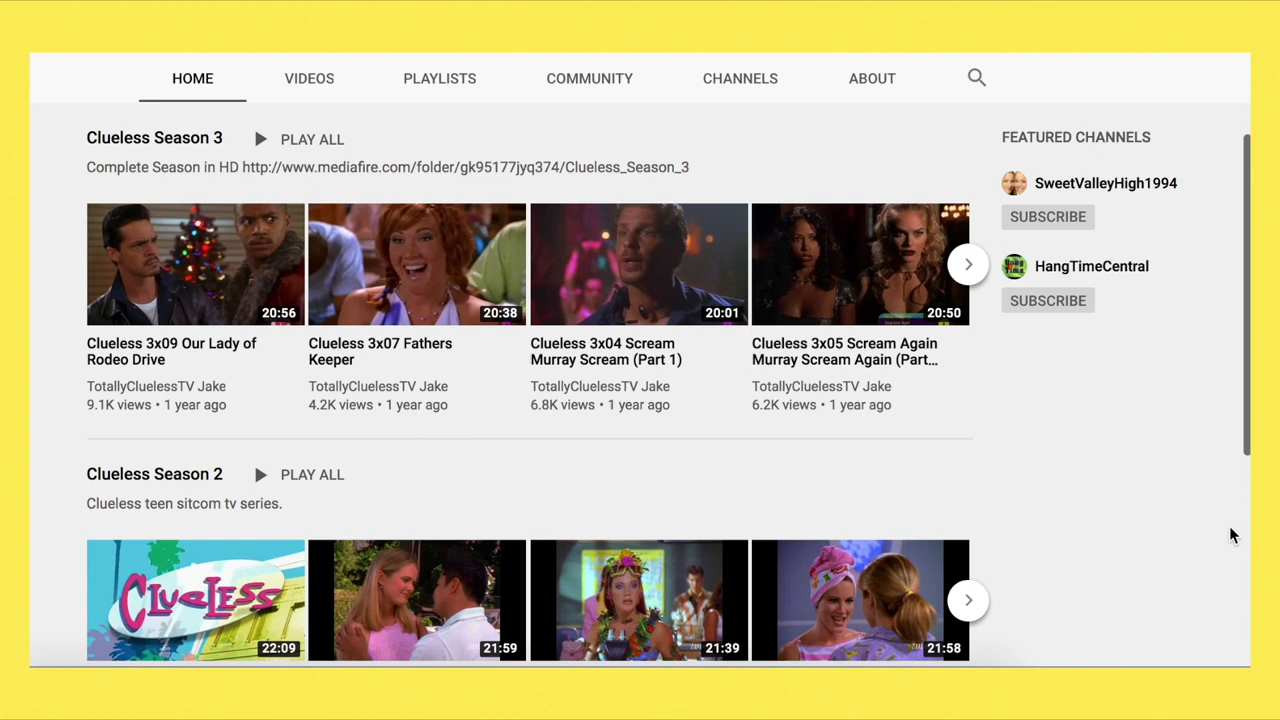 HOME VIDEOS PLAYLISTS COMMUNITY CHANNELS ABOUT
Clueless Season 3 PLAY ALL
Complete Season in HD http://www.mediafire.com/folder/gk95177jyq374/Clueless_Season_3
20:56
20:38
20:01
20:50
Clueless 3x09 Our Lady of
Rodeo Drive
TotallyCluelessTV Jake
9.1K views • 1 year ago
Clueless 3x07 Fathers
Keeper
TotallyCluelessTV Jake
4.2K views • 1 year ago
Clueless 3x04 Scream
Murray Scream (Part 1)
TotallyCluelessTV Jake
6.8K views • 1 year ago
Clueless 3x05 Scream Again
Murray Scream Again (Part...
TotallyCluelessTV Jake
6.2K views • 1 year ago
Clueless Season 2 PLAY ALL
Clueless teen sitcom tv series.
CLUELESS
22:09
21:59
21:39
21:58
FEATURED CHANNELS
SweetValleyHigh1994
SUBSCRIBE
HANG TIME
HangTimeCentral
SUBSCRIBE